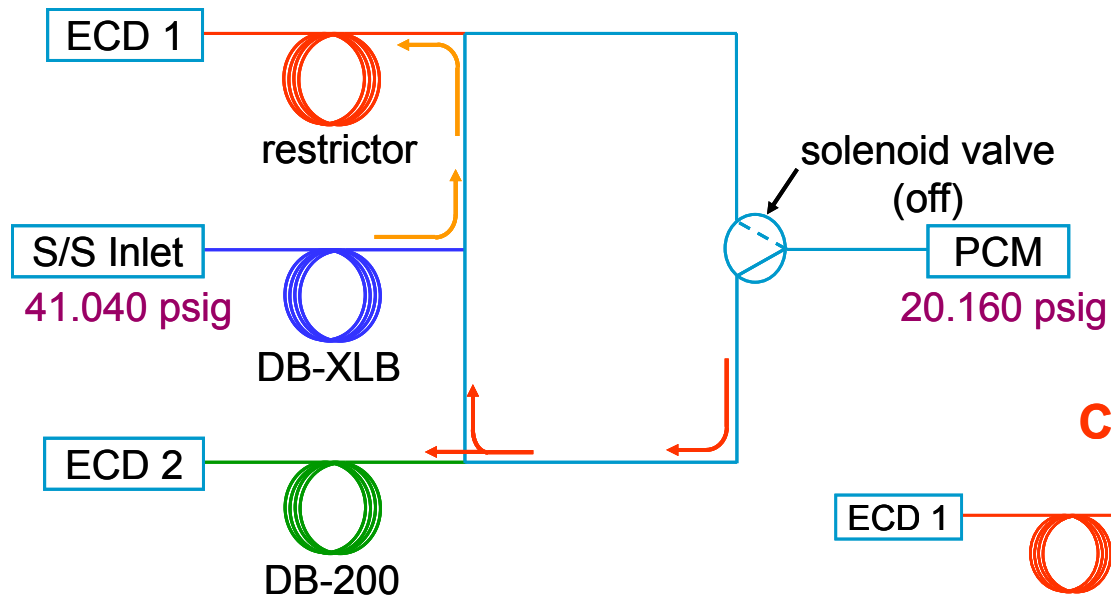 ECD 1
restrictor
solenoid valve
(off)
S/S Inlet
PCM
41.040 psig
20.160 psig
DB-XLB
C
ECD 2
ECD 1
DB-200